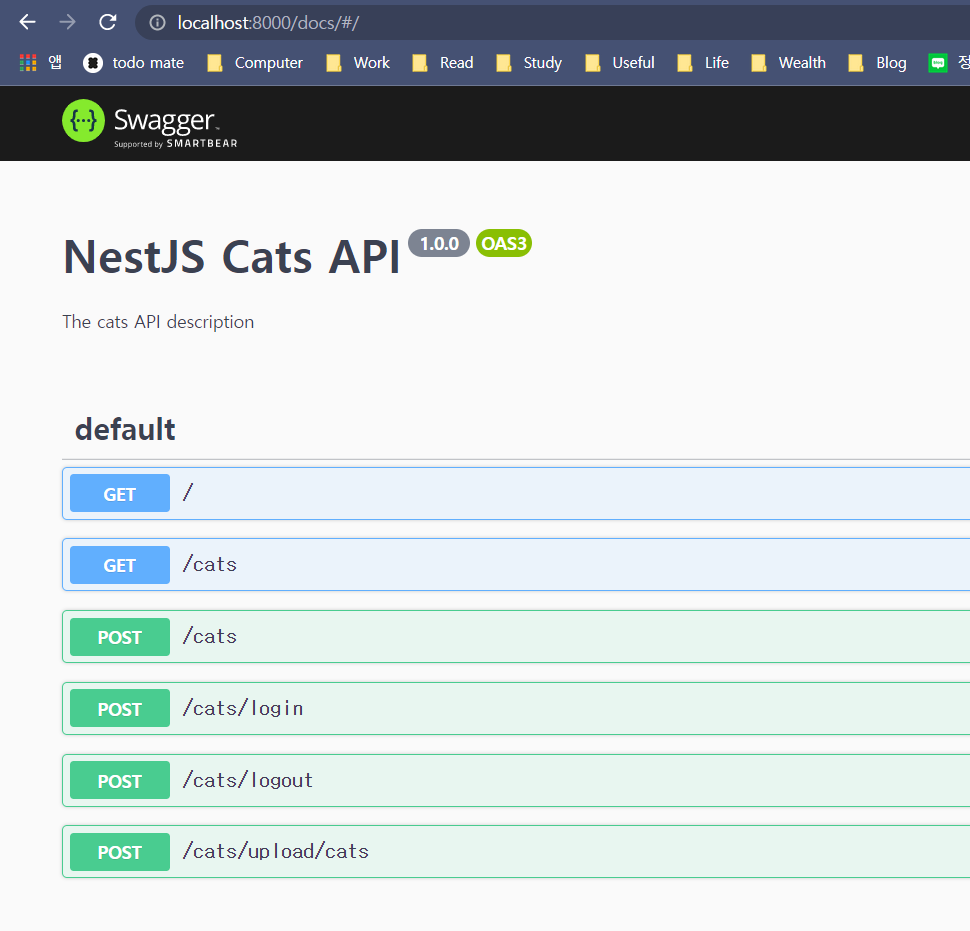 localhost:8000/docs/#/
앱 todo mate Computer Work Read Study Useful Life Wealth Blog
Swagger™
Supported by SMARTBEAR
NestJS Cats API 1.0.0 OAS3
The cats API description
default
GET /
GET /cats
POST /cats
POST /cats/login
POST /cats/logout
POST /cats/upload/cats